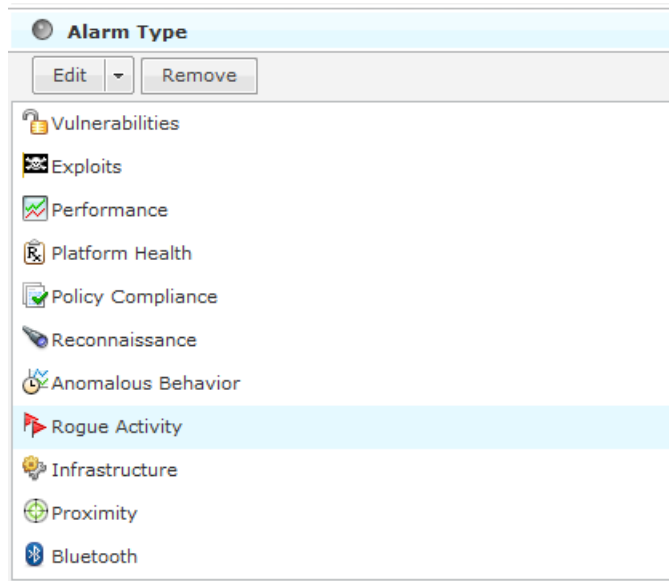 Alarm Type
Edit Remove
Vulnerabilities
Exploits
Performance
Platform Health
Policy Compliance
Reconnaissance
Anomalous Behavior
Rogue Activity
Infrastructure
Proximity
Bluetooth